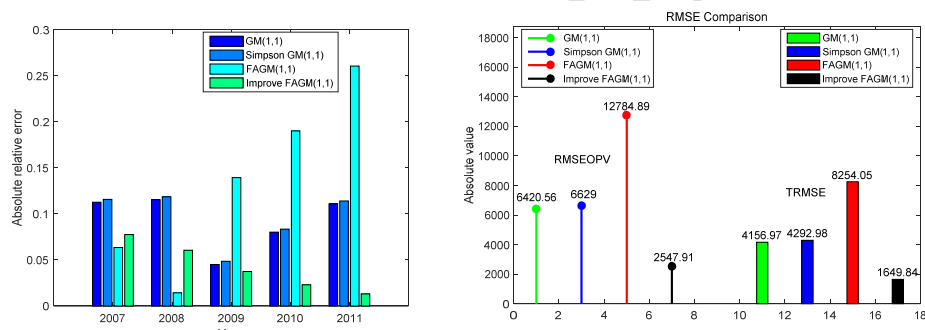 0.3
0.25
0.2
0.15
0.1
0.05
0
Absolute relative error
GM(1,1)
Simpson GM(1,1)
FAGM(1,1)
Improve FAGM(1,1)
2007 2008 2009 2010 2011
RMSE Comparison
18000
16000
14000
12000
10000
8000
6000
4000
2000
0
Absolute value
GM(1,1)
Simpson GM(1,1)
FAGM(1,1)
Improve FAGM(1,1)
GM(1,1)
Simpson GM(1,1)
FAGM(1,1)
Improve FAGM(1,1)
12784.89
RMSEOPV
TRMSE
8254.05
6420.56
6629
4156.97
4292.98
2547.91
1649.84
0 2 4 6 8 10 12 14 16 18